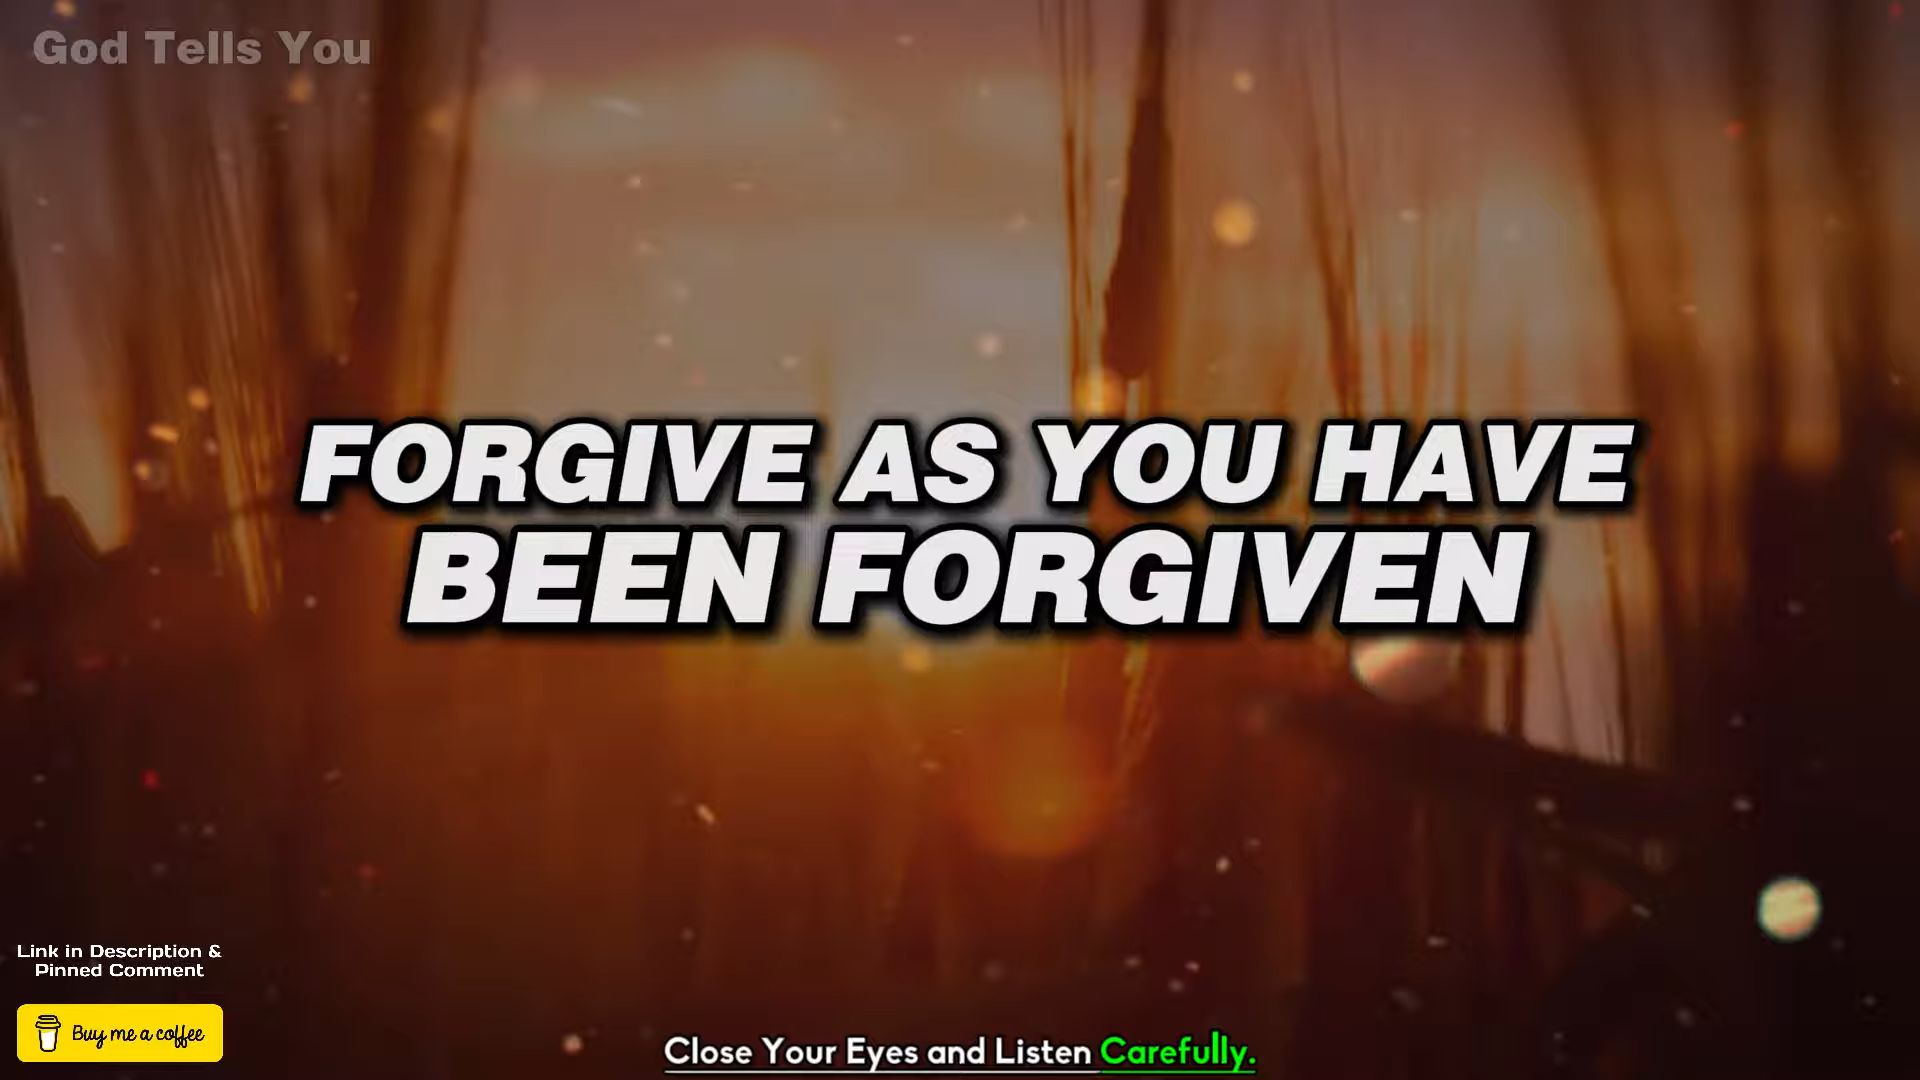 God Tells You
FORGIVE AS YOU HAVE
BEEN FORGIVEN
Link in Description &
Pinned Comment
Buy me a coffee
Close Your Eyes and Listen Carefully.